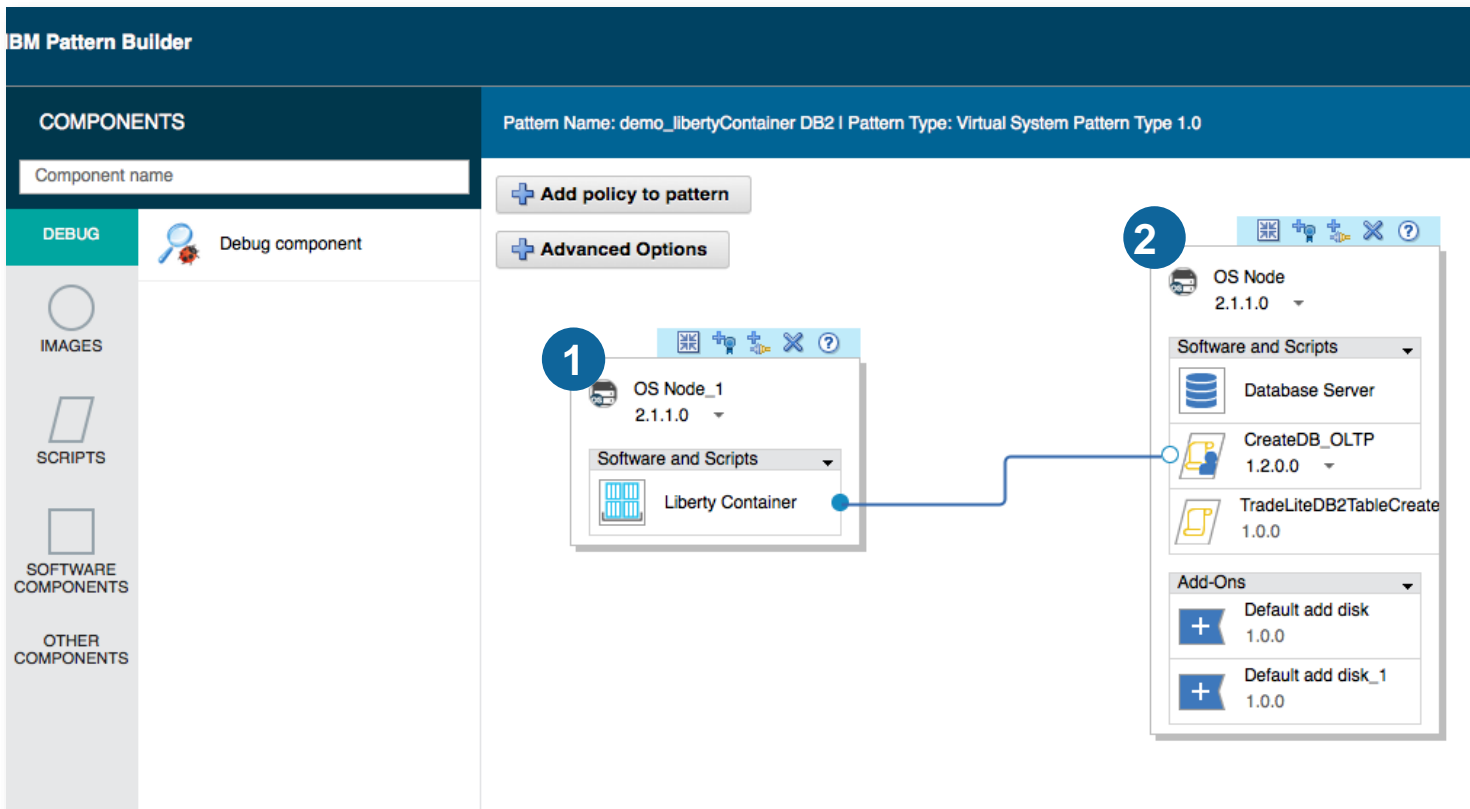 IBM Pattern Builder
COMPONENTS
Component name
DEBUG
Debug component
IMAGES
SCRIPTS
SOFTWARE
COMPONENTS
OTHER
COMPONENTS
Pattern Name: demo_libertyContainer DB2 I Pattern Type: Virtual System Pattern Type 1.0
Add policy to pattern
Advanced Options
1
OS Node_1
2.1.1.0
Software and Scripts
Liberty Container
2
OS Node
2.1.1.0
Software and Scripts
Database Server
CreateDB_OLTP
1.2.0.0
TradeLiteDB2TableCreate
1.0.0
Add-Ons
Default add disk
1.0.0
Default add disk_1
1.0.0